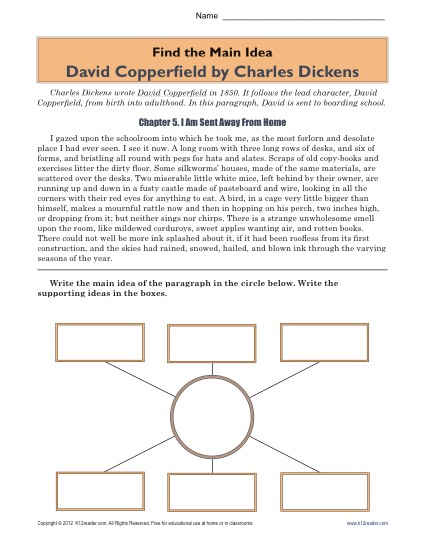 Name
Find the Main Idea
David Copperfield by Charles Dickens
Charles Dickens wrote David Copperfield in 1850. It follows the lead character, David
Copperfield, from birth into adulthood. In this paragraph, David is sent to boarding school.
Chapter 5. I Am Sent Away From Home
I gazed upon the schoolroom into which he took me, as the most forlorn and desolate
place I had ever seen. I see it now. A long room with three long rows of desks, and six of
forms, and bristling all round with pegs for hats and slates. Scraps of old copy-books and
exercises litter the dirty floor. Some silkworms' houses, made of the same materials, are
scattered over the desks. Two miserable little white mice, left behind by their owner, are
running up and down in a fusty castle made of pasteboard and wire, looking in all the
corners with their red eyes for anything to eat. A bird, in a cage very little bigger than
himself, makes a mournful rattle now and then in hopping on his perch, two inches high,
or dropping from it; but neither sings nor chirps. There is a strange unwholesome smell
upon the room, like mildewed corduroys, sweet apples wanting air, and rotten books.
There could not well be more ink splashed about it, if it had been roofless from its first
construction, and the skies had rained, snowed, hailed, and blown ink through the varying
seasons of the year.
Write the main idea of the paragraph in the circle below. Write the
supporting ideas in the boxes.
Copyright © 2012 K12reader.com. All Rights Reserved. Free for educational use at home or in classrooms.
www.k12reader.com